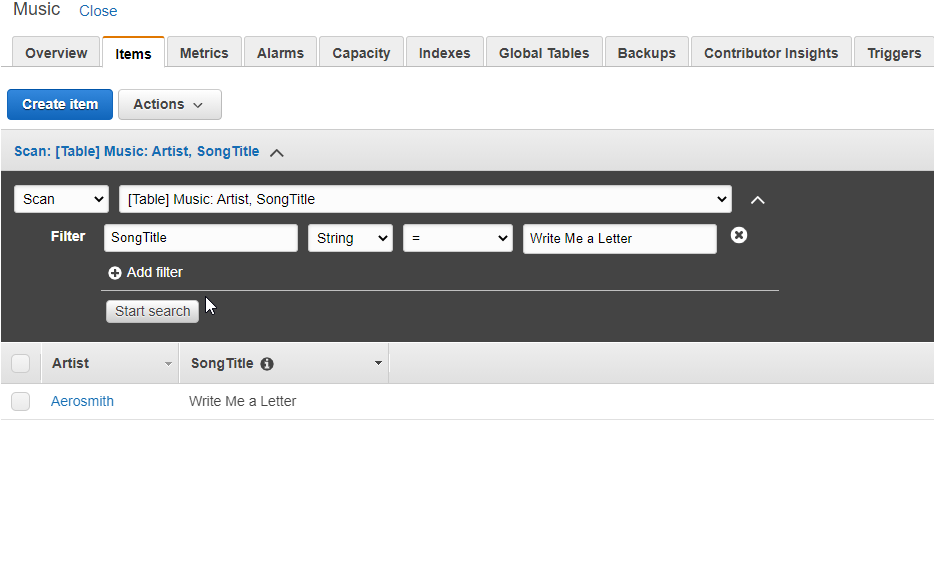 Music Close
Overview Items Metrics Alarms Capacity Indexes Global Tables Backups Contributor Insights Triggers
Create item Actions
Scan: [Table] Music: Artist, SongTitle
Scan [Table] Music: Artist, SongTitle
Filter SongTitle String = Write Me a Letter
Add filter
Start search
Artist SongTitle
Aerosmith Write Me a Letter